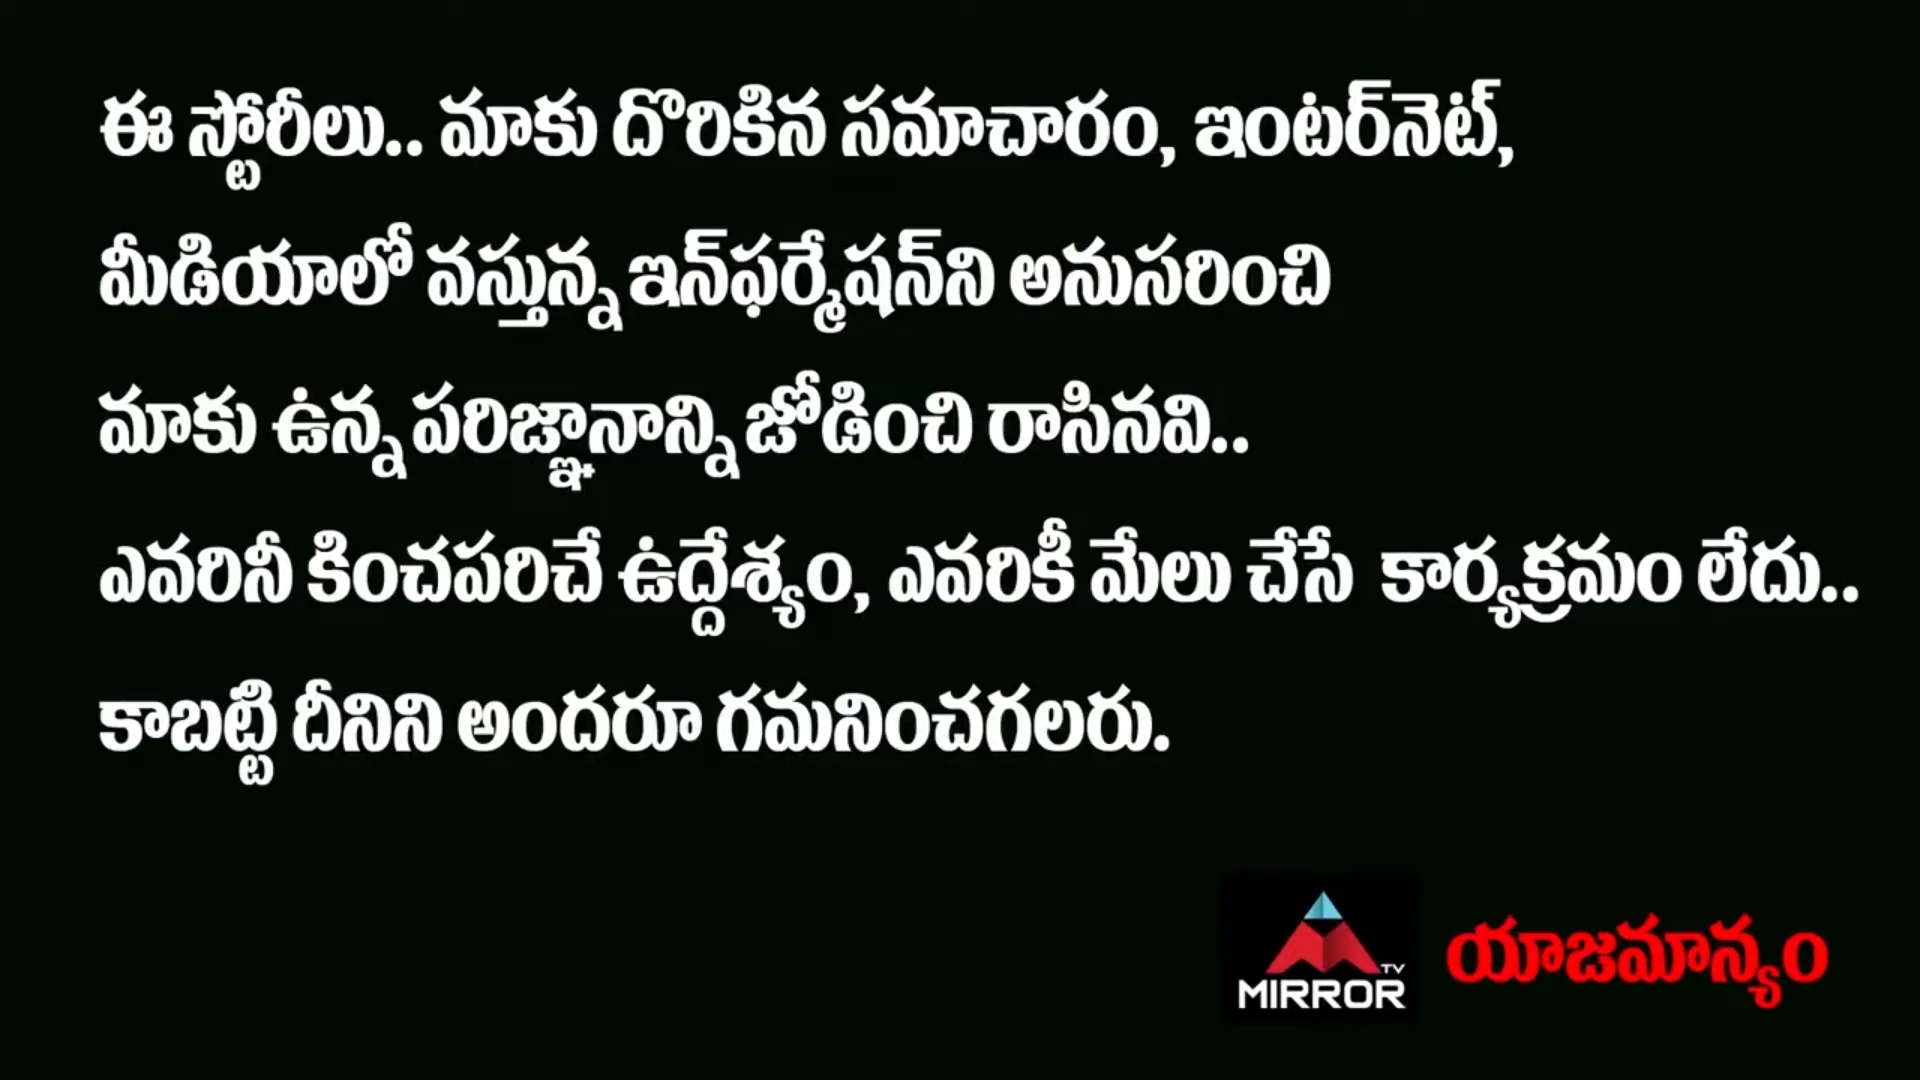 ఈ స్టోరీలు.. మాకు దొరికిన సమాచారం, ఇంటర్‌నెట్,
మీడియాలో వస్తున్న ఇన్‌ఫర్మేషన్‌ని అనుసరించి
మాకు ఉన్న పరిజ్ఞానాన్ని జోడించి రాసినవి..
ఎవరినీ కించపరిచే ఉద్దేశ్యం, ఎవరికీ మేలు చేసే కార్యక్రమం లేదు..
కాబట్టి దీనిని అందరూ గమనించగలరు.
MIRROR TV యాజమాన్యం